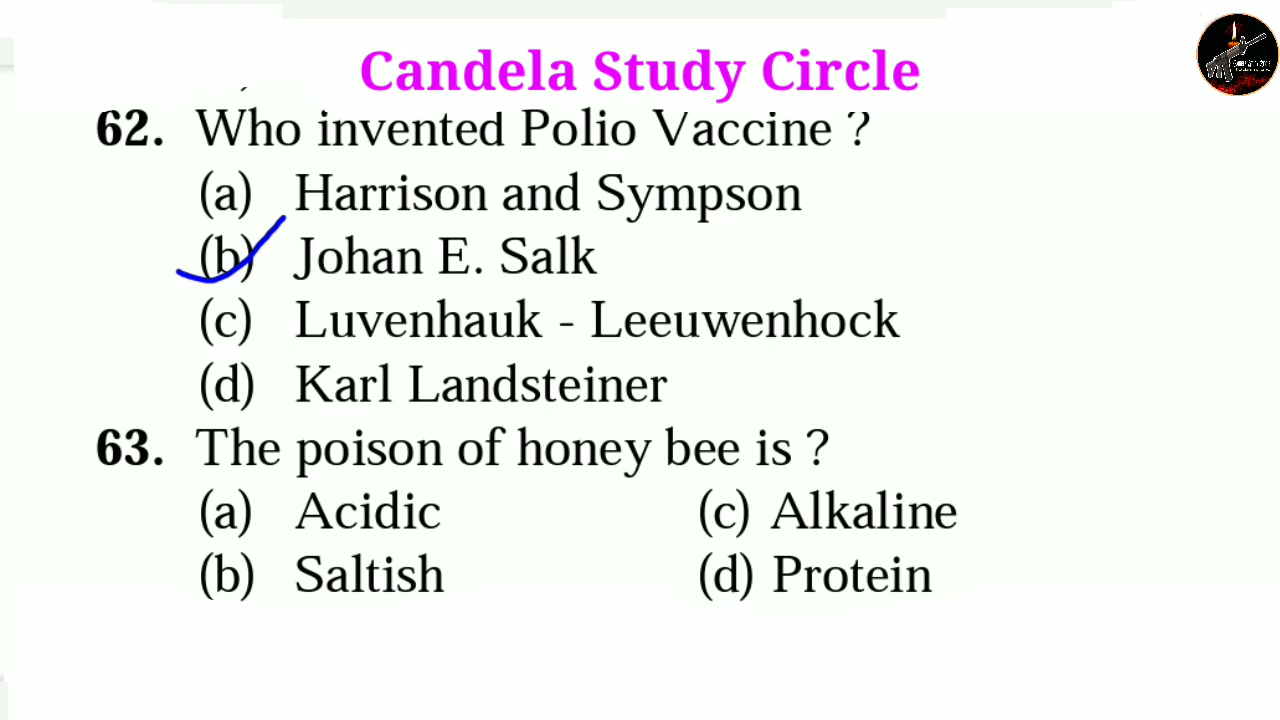 Candela Study Circle
62. Who invented Polio Vaccine ?
(a) Harrison and Sympson
(b) Johan E. Salk
(c) Luvenhauk - Leeuwenhock
(d) Karl Landsteiner
63. The poison of honey bee is ?
(a) Acidic (c) Alkaline
(b) Saltish (d) Protein